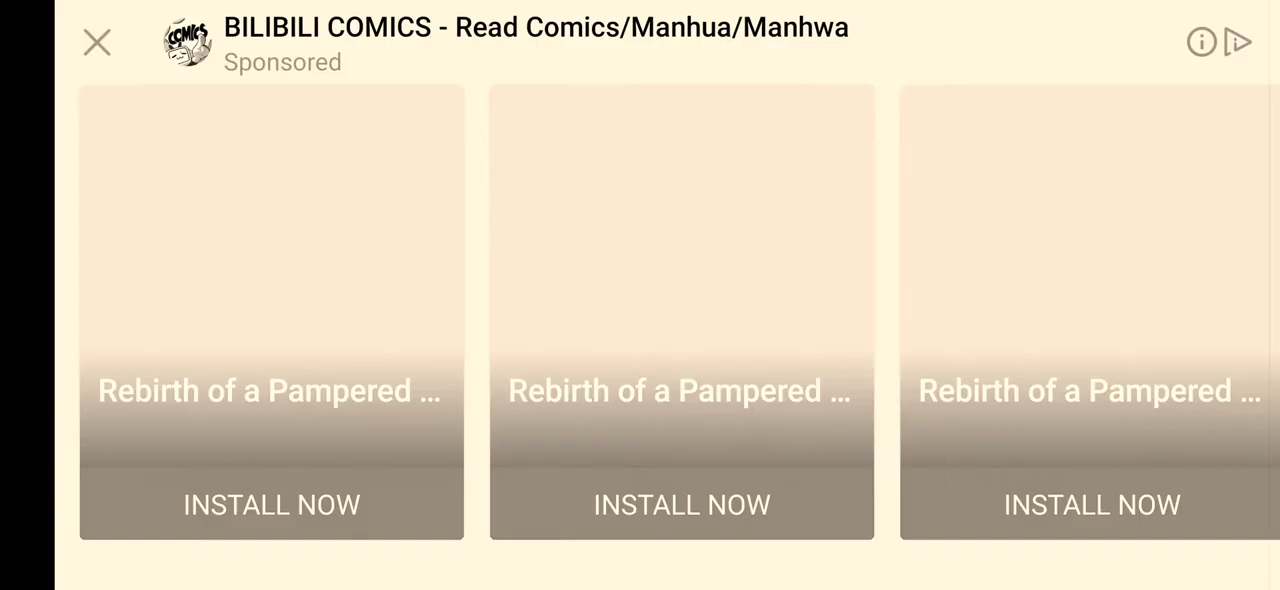 COMICS
BILIBILI COMICS - Read Comics/Manhua/Manhwa
Sponsored
Rebirth of a Pampered ...
INSTALL NOW
Rebirth of a Pampered ...
INSTALL NOW
Rebirth of a Pampered ...
INSTALL NOW